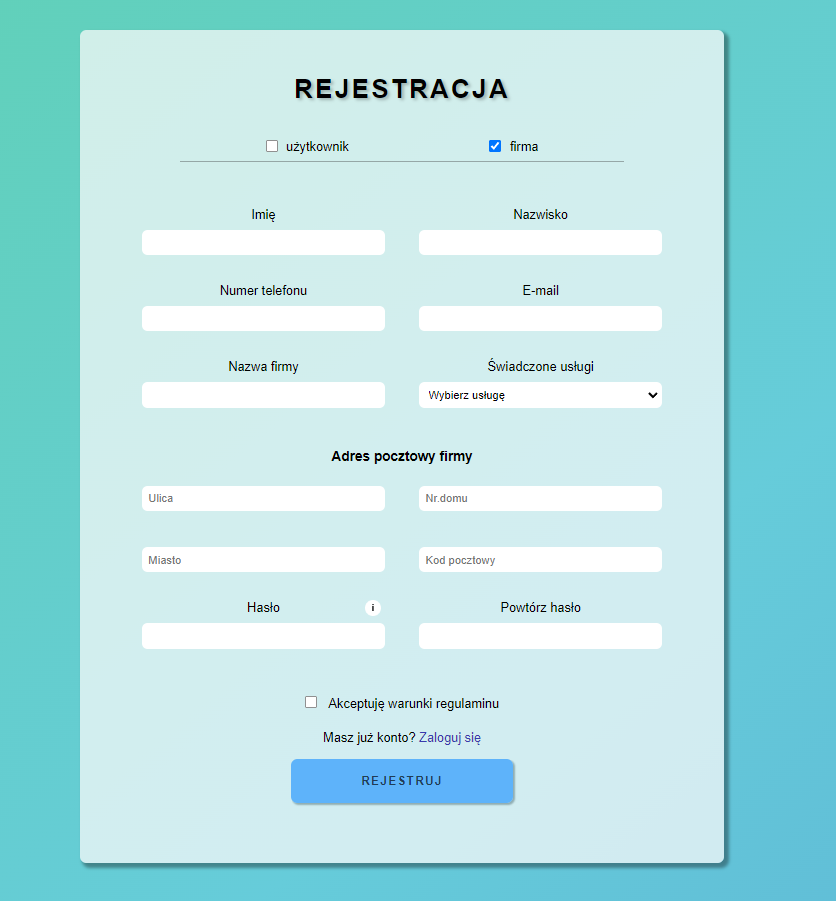 REJESTRACJA
użytkownik firma
Imię Nazwisko
Numer telefonu E-mail
Nazwa firmy Świadczone usługi
Wybierz usługę
Adres pocztowy firmy
Ulica Nr.domu
Miasto Kod pocztowy
Hasło i Powtórz hasło
Akceptuję warunki regulaminu
Masz już konto? Zaloguj się
REJESTRUJ